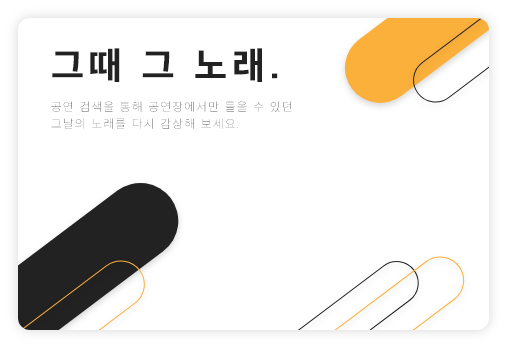 그때 그 노래.
공연 검색을 통해 공연장에서만 들을 수 있던
그날의 노래를 다시 감상해 보세요.